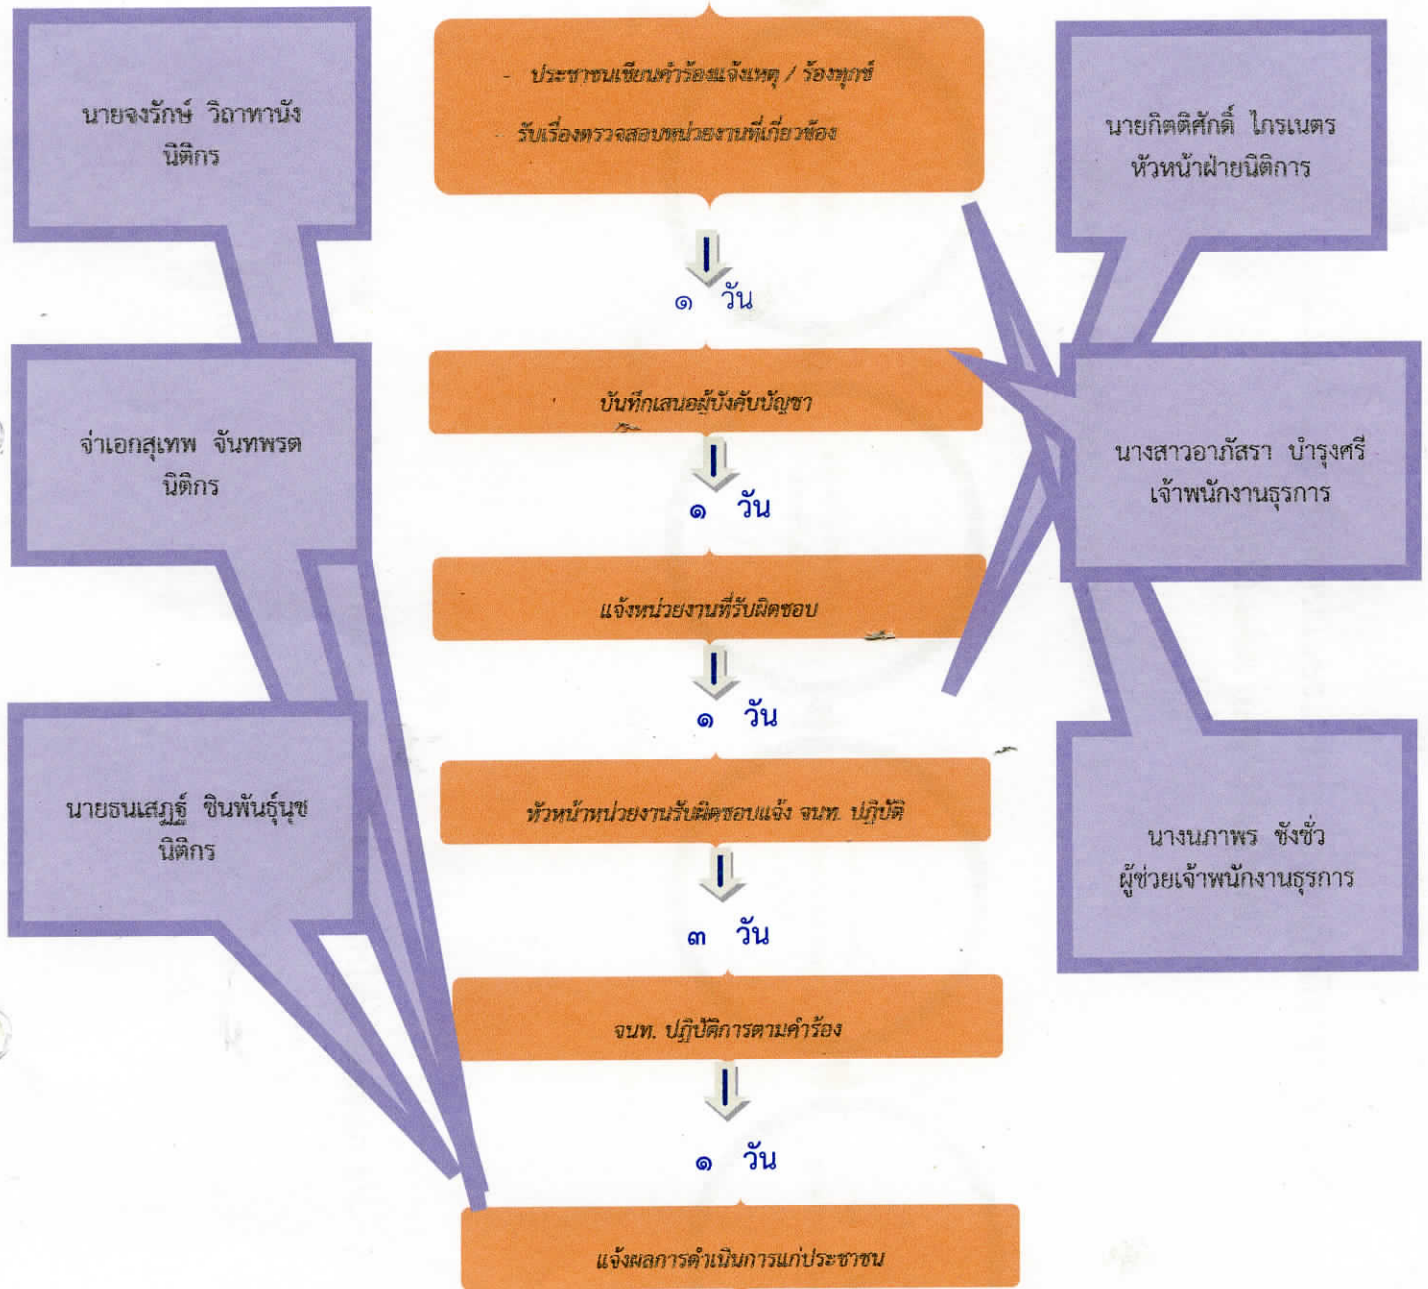 นายจงรักษ์ วิถาทานัง
นิติกร
- ประชาชนเขียนคำร้องแจ้งเหตุ / ร้องทุกข์
รับเรื่องตรวจสอบหน่วยงานที่เกี่ยวข้อง
นายกิตติศักดิ์ ไกรเนตร
หัวหน้าฝ่ายนิติการ
๑ วัน
บันทึกเสนอผู้บังคับบัญชา
จ่าเอกสุเทพ จันทพรต
นิติกร
นางสาวอาภัสรา บำรุงศรี
เจ้าพนักงานธุรการ
๑ วัน
แจ้งหน่วยงานที่รับผิดชอบ
๑ วัน
หัวหน้าหน่วยงานรับผิดชอบแจ้ง จนท. ปฏิบัติ
นายธนเสฏฐ์ ชินพันธุ์นุช
นิติกร
นางนภาพร ชังชั่ว
ผู้ช่วยเจ้าพนักงานธุรการ
๓ วัน
จนท. ปฏิบัติการตามคำร้อง
๑ วัน
แจ้งผลการดำเนินการแก่ประชาชน